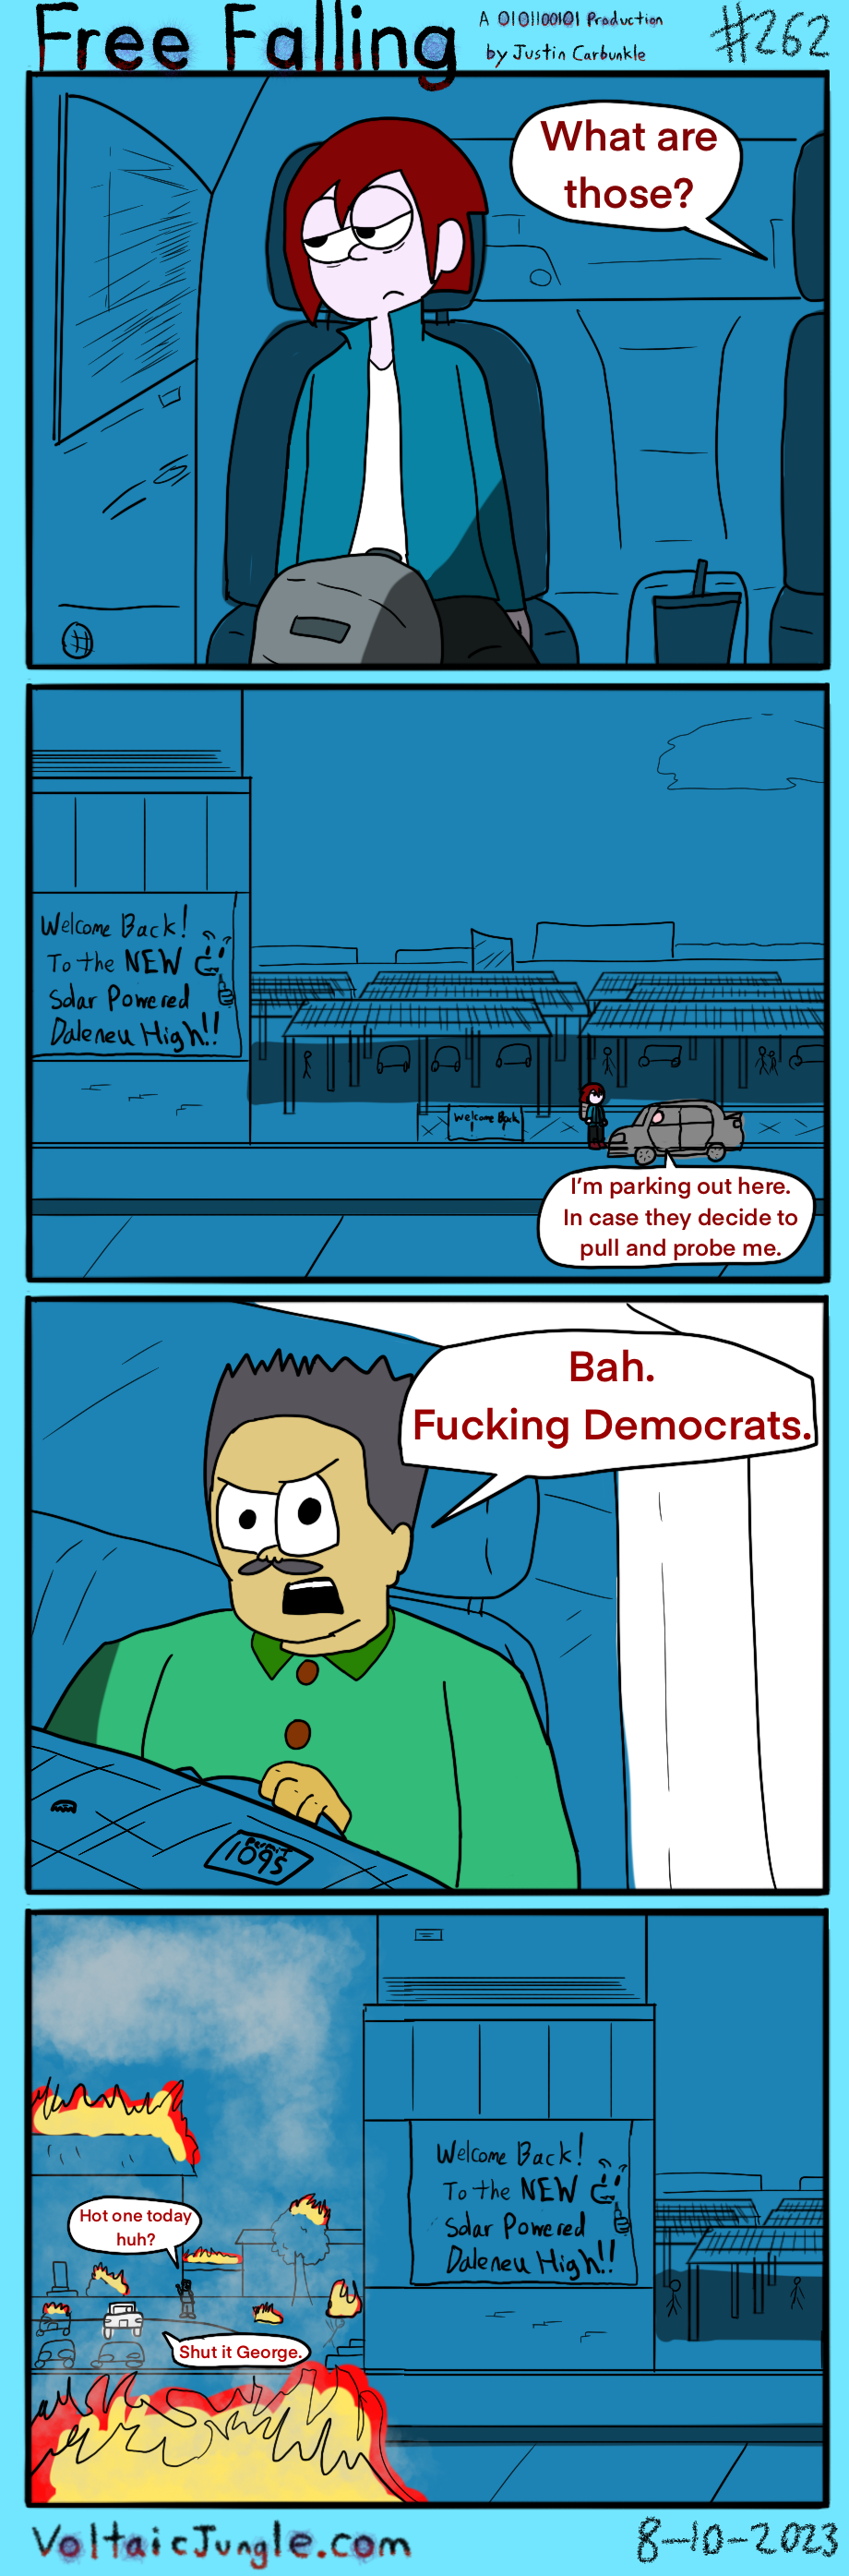 Free Falling
A 0101100101 Production
by Justin Carbunkle
#262
What are
those?
Welcome Back!
To the NEW
Solar Powered
Daleneu High!!
Welcome Back
!
I'm parking out here.
In case they decide to
pull and probe me.
Bah.
Fucking Democrats.
Permit
1095
Welcome Back!
To the NEW
Solar Powered
Daleneu High!!
Hot one today
huh?
Shut it George.
VoltaicJungle.com
8-10-2023